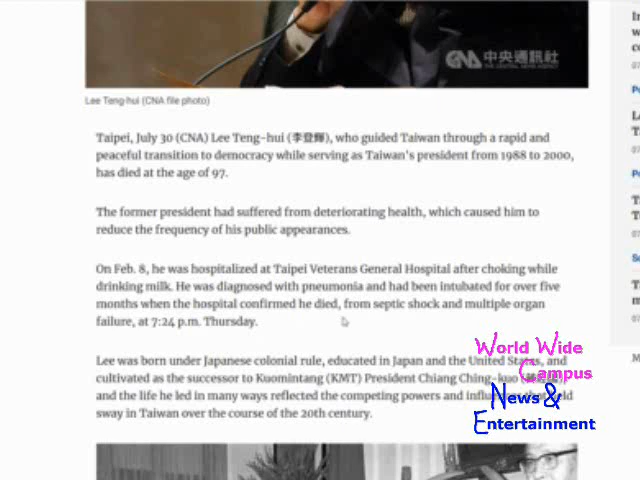 CNA 中央通訊社
THE CENTRAL NEWS AGENCY
Lee Teng-hui (CNA file photo)
Taipei, July 30 (CNA) Lee Teng-hui (李登輝), who guided Taiwan through a rapid and
peaceful transition to democracy while serving as Taiwan's president from 1988 to 2000,
has died at the age of 97.
The former president had suffered from deteriorating health, which caused him to
reduce the frequency of his public appearances.
On Feb. 8, he was hospitalized at Taipei Veterans General Hospital after choking while
drinking milk. He was diagnosed with pneumonia and had been intubated for over five
months when the hospital confirmed he died, from septic shock and multiple organ
failure, at 7:24 p.m. Thursday.
Lee was born under Japanese colonial rule, educated in Japan and the United States, and
cultivated as the successor to Kuomintang (KMT) President Chiang Ching-kuo
and the life he led in many ways reflected the competing powers and
sway in Taiwan over the course of the 20th century.
World Wide
Campus
News &
Entertainment